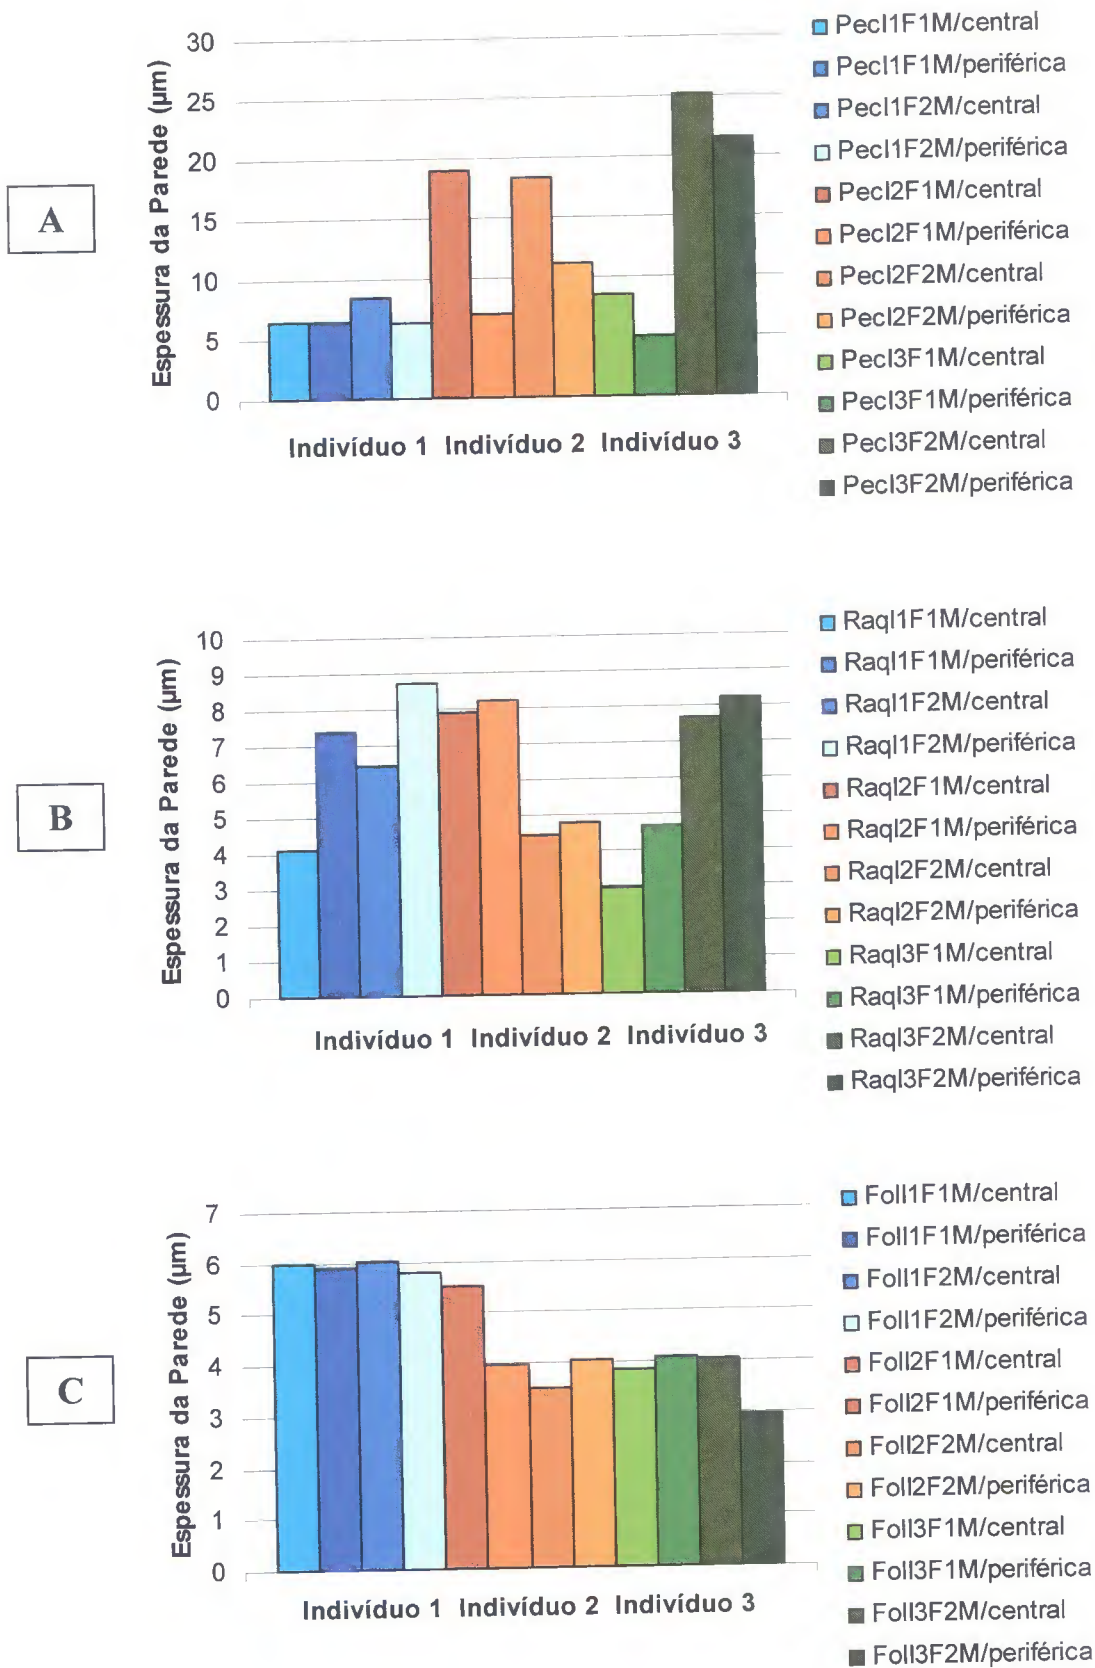 A
Espessura da Parede (µm)
30
25
20
15
10
5
0
Indivíduo 1 Indivíduo 2 Indivíduo 3
PecI1F1M/central
PecI1F1M/periférica
PecI1F2M/central
PecI1F2M/periférica
PecI2F1M/central
PecI2F1M/periférica
PecI2F2M/central
PecI2F2M/periférica
PecI3F1M/central
PecI3F1M/periférica
PecI3F2M/central
PecI3F2M/periférica
B
Espessura da Parede (µm)
10
9
8
7
6
5
4
3
2
1
0
Indivíduo 1 Indivíduo 2 Indivíduo 3
RaqI1F1M/central
RaqI1F1M/periférica
RaqI1F2M/central
RaqI1F2M/periférica
RaqI2F1M/central
RaqI2F1M/periférica
RaqI2F2M/central
RaqI2F2M/periférica
RaqI3F1M/central
RaqI3F1M/periférica
RaqI3F2M/central
RaqI3F2M/periférica
C
Espessura da Parede (µm)
7
6
5
4
3
2
1
0
Indivíduo 1 Indivíduo 2 Indivíduo 3
FolI1F1M/central
FolI1F1M/periférica
FolI1F2M/central
FolI1F2M/periférica
FolI2F1M/central
FolI2F1M/periférica
FolI2F2M/central
FolI2F2M/periférica
FolI3F1M/central
FolI3F1M/periférica
FolI3F2M/central
FolI3F2M/periférica